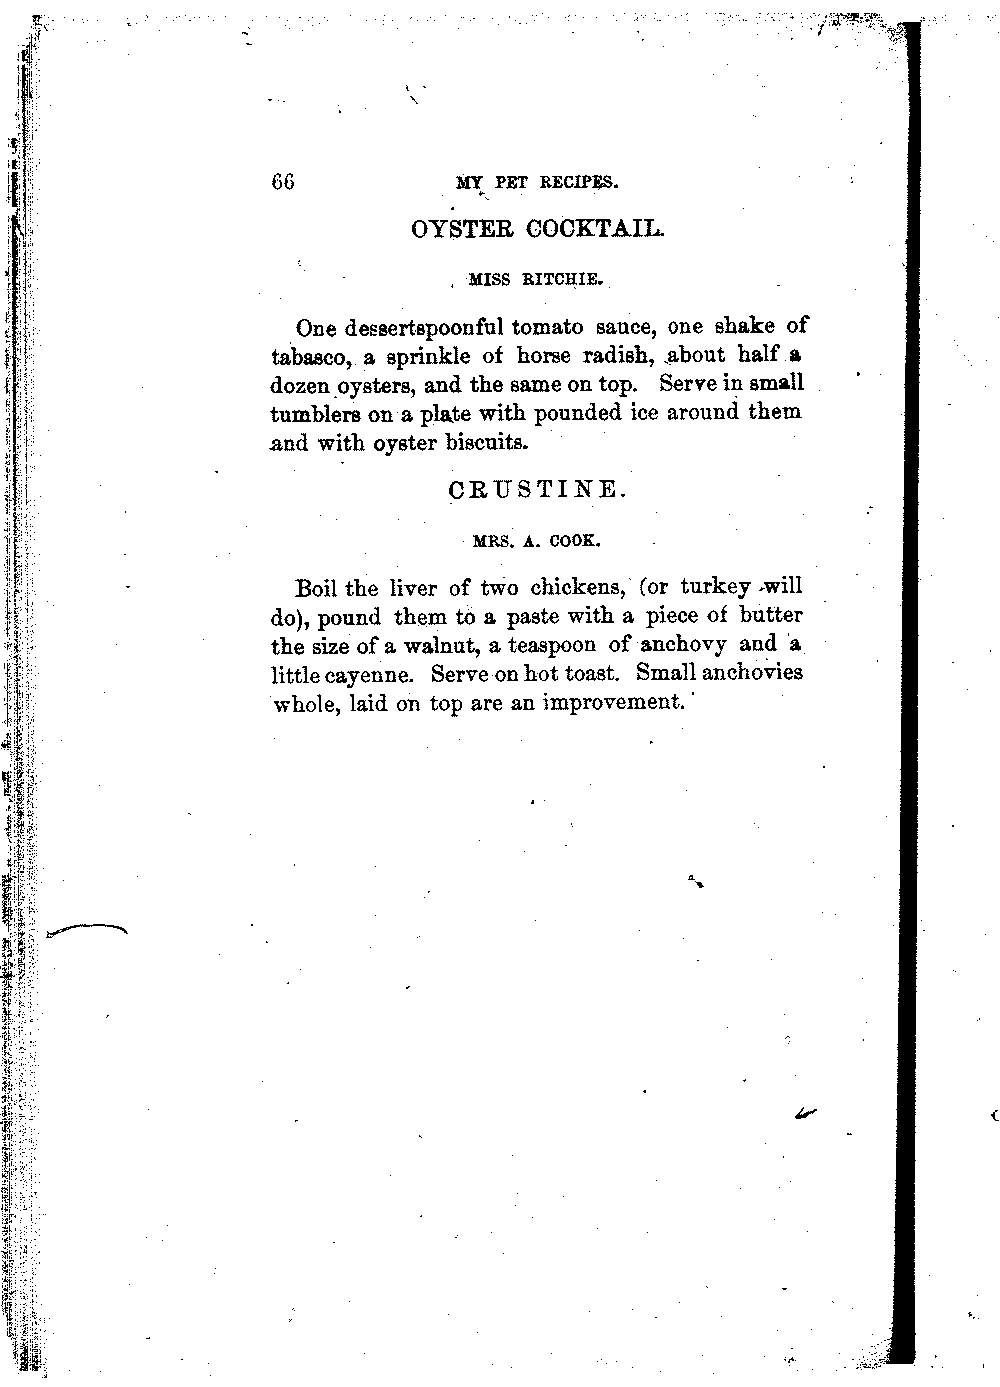 66 MY PET RECIPES.
OYSTER COCKTAIL.
MISS RITCHIE.
One dessertspoonful tomato sauce, one shake of
tabasco, a sprinkle of horse radish, about half a
dozen oysters, and the same on top. Serve in small
tumblers on a plate with pounded ice around them
and with oyster biscuits.
CRUSTINE.
MRS. A. COOK.
Boil the liver of two chickens, (or turkey will
do), pound them to a paste with a piece of butter
the size of a walnut, a teaspoon of anchovy and a
little cayenne. Serve on hot toast. Small anchovies
whole, laid on top are an improvement.